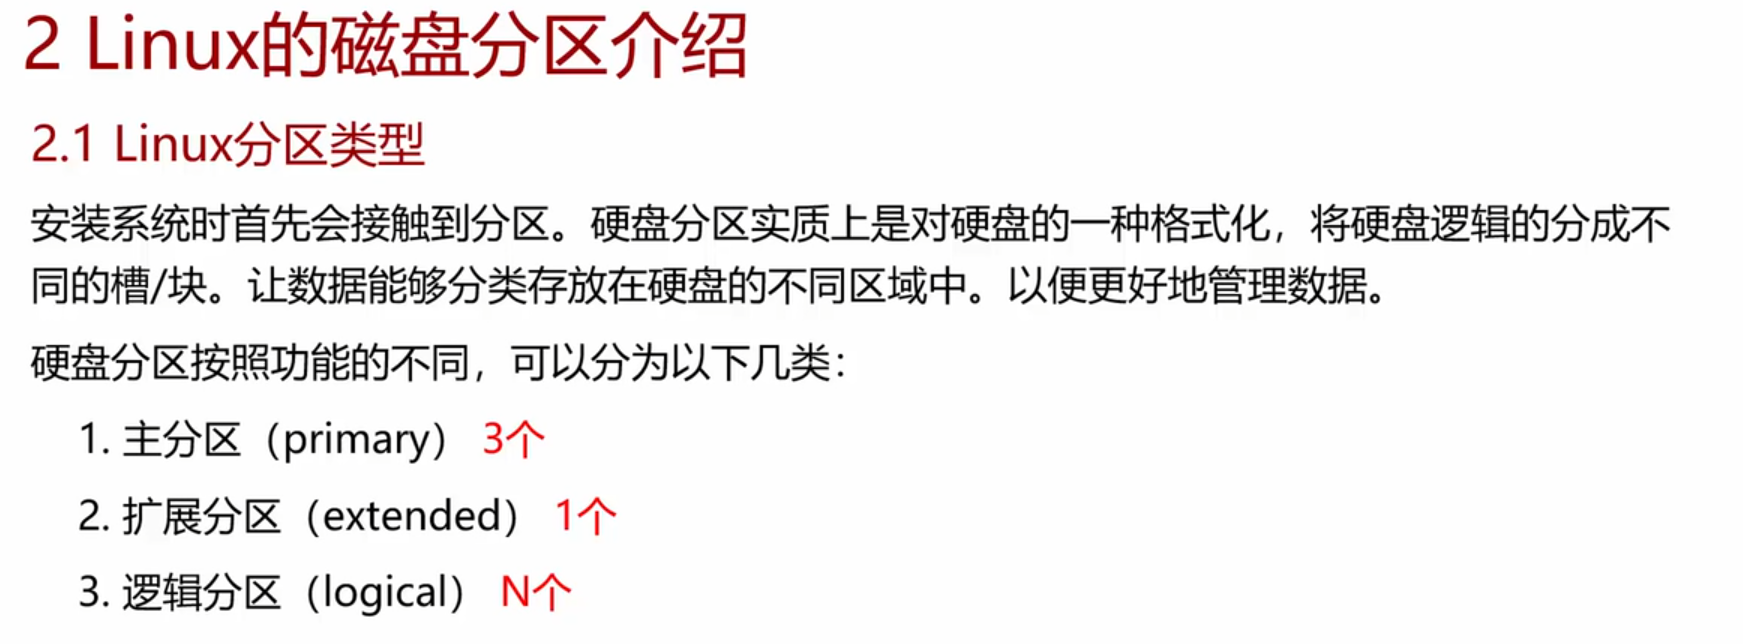 2 Linux的磁盘分区介绍
2.1 Linux分区类型
安装系统时首先会接触到分区。硬盘分区实质上是对硬盘的一种格式化，将硬盘逻辑的分成不
同的槽/块。让数据能够分类存放在硬盘的不同区域中。以便更好地管理数据。
硬盘分区按照功能的不同，可以分为以下几类：
1. 主分区（primary） 3个
2. 扩展分区（extended） 1个
3. 逻辑分区（logical） N个